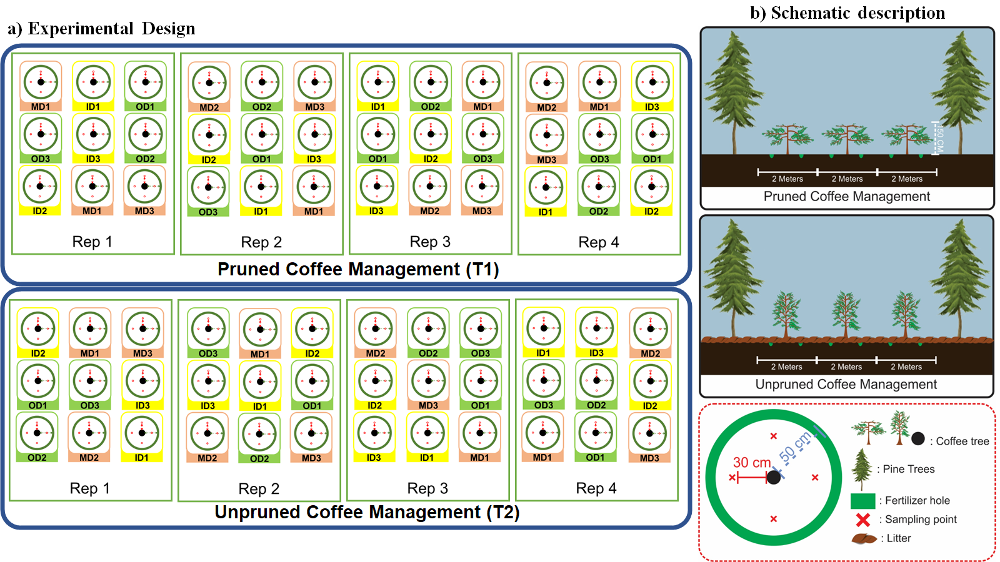 a) Experimental Design
MD1 ID1 OD1
OD3 ID3 OD2
ID2 MD1 MD3
Rep 1
MD2 OD2 MD3
ID2 OD1 ID3
OD3 ID1 MD1
Rep 2
ID1 OD2 MD1
OD1 ID2 OD3
ID3 MD2 MD3
Rep 3
MD2 MD1 ID3
MD3 OD3 OD1
ID1 OD2 ID2
Rep 4
Pruned Coffee Management (T1)
ID2 MD1 MD3
OD1 OD3 ID3
OD2 MD2 ID1
Rep 1
OD3 MD1 ID2
ID3 ID1 OD1
MD2 OD2 MD3
Rep 2
MD2 OD2 OD3
ID2 MD3 OD1
ID3 ID1 MD1
Rep 3
ID1 ID3 MD2
OD3 OD2 ID2
MD1 OD1 MD3
Rep 4
Unpruned Coffee Management (T2)
b) Schematic description
150 CM
2 Meters 2 Meters 2 Meters
Pruned Coffee Management
2 Meters 2 Meters 2 Meters
Unpruned Coffee Management
50 cm
30 cm
: Coffee tree
: Pine Trees
: Fertilizer hole
: Sampling point
: Litter